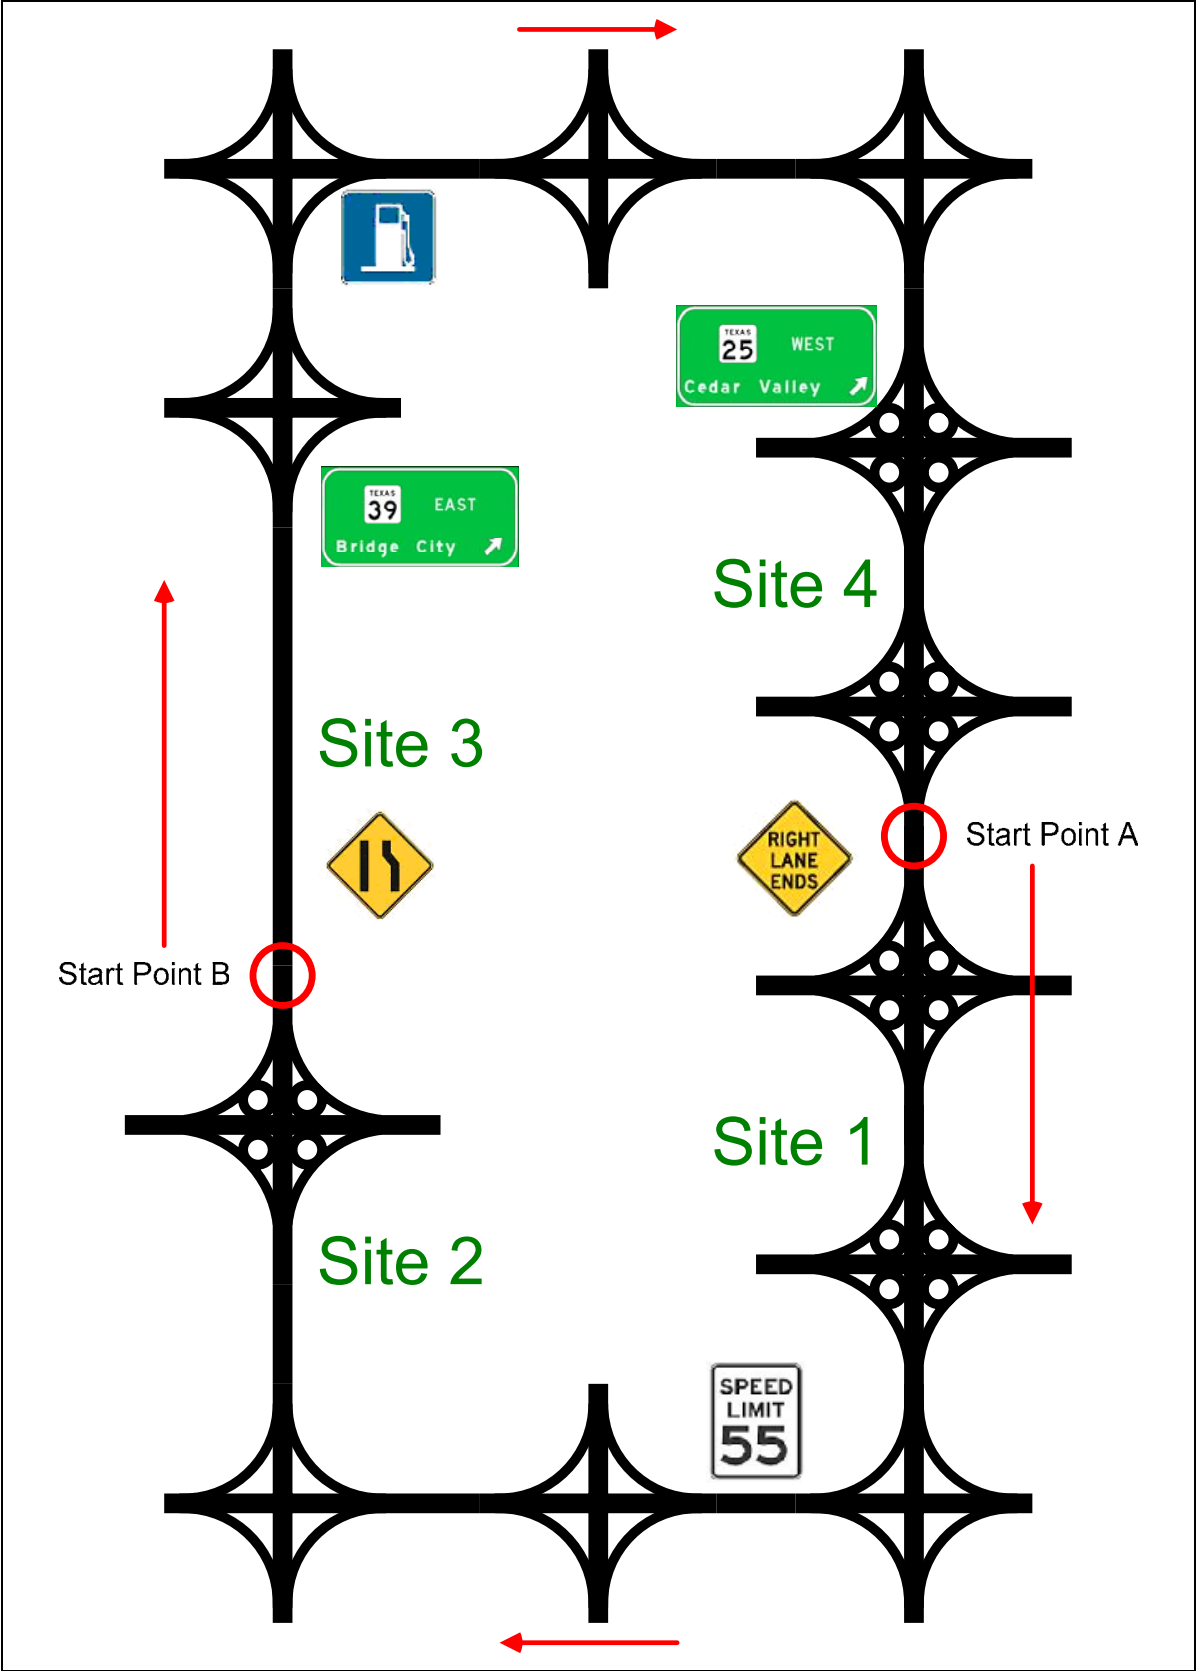 TEXAS
25
WEST
Cedar Valley
TEXAS
39
EAST
Bridge City
Site 4
Site 3
RIGHT
LANE
ENDS
Start Point A
Start Point B
Site 1
Site 2
SPEED
LIMIT
55